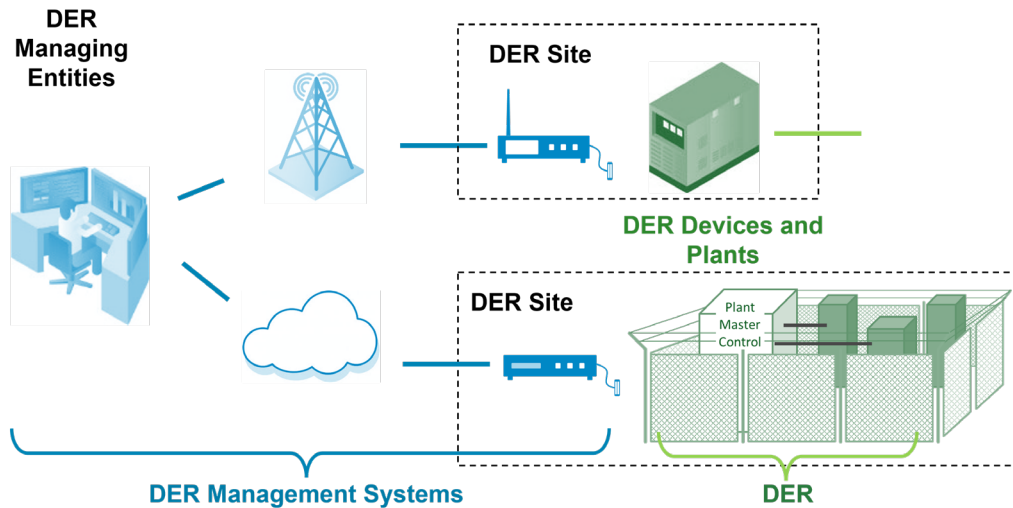 DER
Managing
Entities
DER Site
DER Devices and
Plants
DER Site
Plant
Master
Control
DER Management Systems
DER